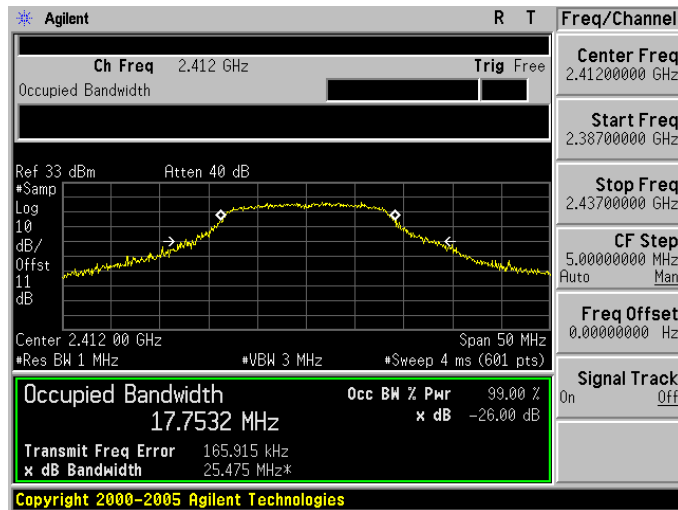 Agilent R T
Freq/Channel
Ch Freq 2.412 GHz Trig Free
Occupied Bandwidth
Center Freq
2.41200000 GHz
Start Freq
2.38700000 GHz
Stop Freq
2.43700000 GHz
CF Step
5.00000000 MHz
Auto Man
Freq Offset
0.00000000 Hz
Signal Track
On Off
Ref 33 dBm Atten 40 dB
#Samp
Log
10
dB/
Offst
11
dB
Center 2.412 00 GHz Span 50 MHz
#Res BW 1 MHz #VBW 3 MHz #Sweep 4 ms (601 pts)
Occupied Bandwidth Occ BW % Pwr 99.00 %
17.7532 MHz x dB -26.00 dB
Transmit Freq Error 165.915 kHz
x dB Bandwidth 25.475 MHz*
Copyright 2000-2005 Agilent Technologies